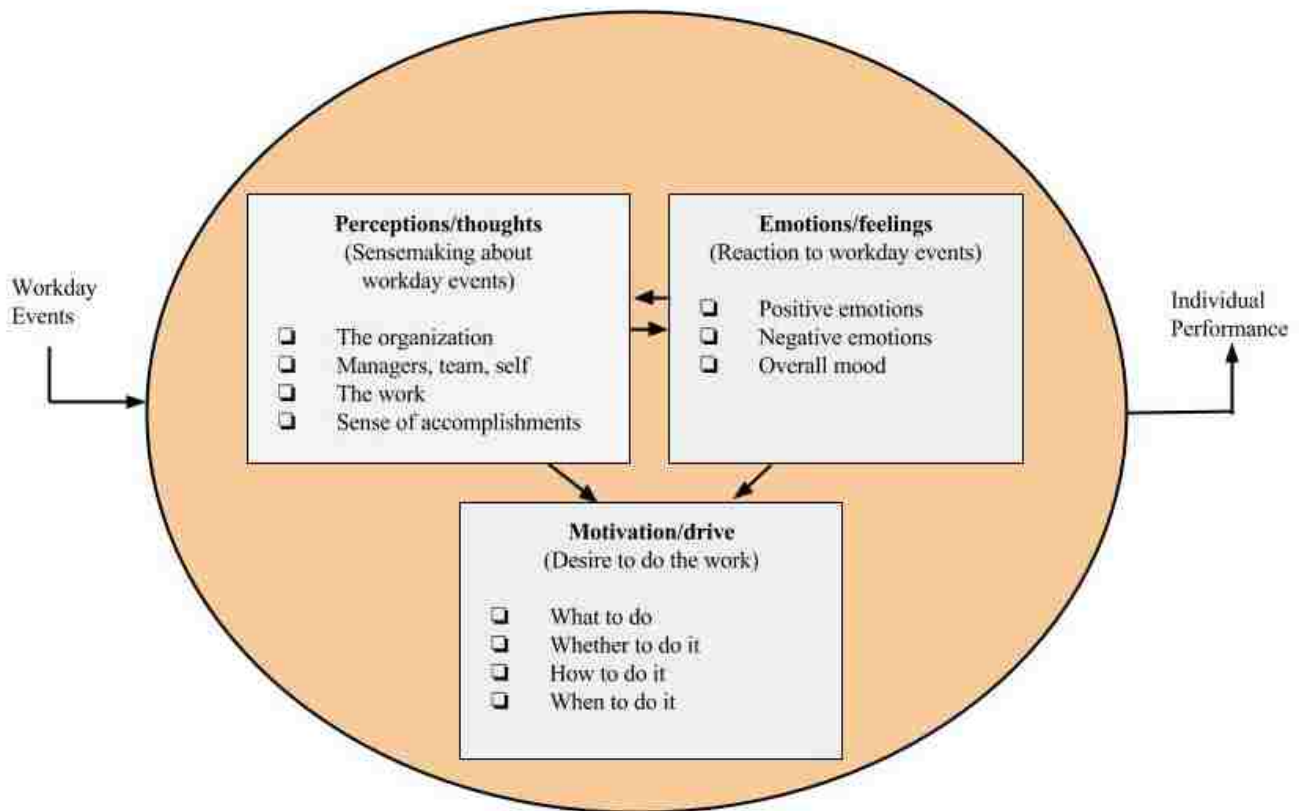 Workday
Events
Perceptions/thoughts
(Sensemaking about
workday events)
❑ The organization
❑ Managers, team, self
❑ The work
❑ Sense of accomplishments
Emotions/feelings
(Reaction to workday events)
❑ Positive emotions
❑ Negative emotions
❑ Overall mood
Motivation/drive
(Desire to do the work)
❑ What to do
❑ Whether to do it
❑ How to do it
❑ When to do it
Individual
Performance